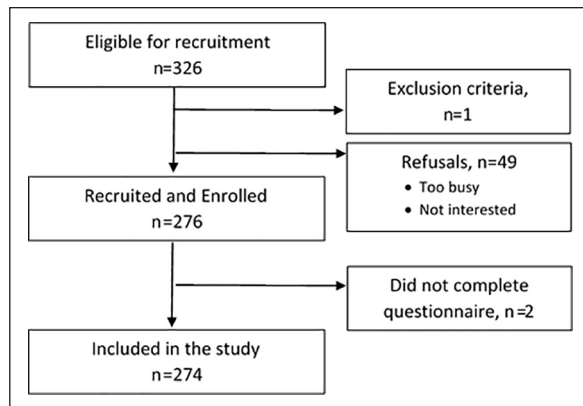 Eligible for recruitment
n=326
Exclusion criteria,
n=1
Refusals, n=49
• Too busy
• Not interested
Recruited and Enrolled
n=276
Did not complete
questionnaire, n=2
Included in the study
n=274